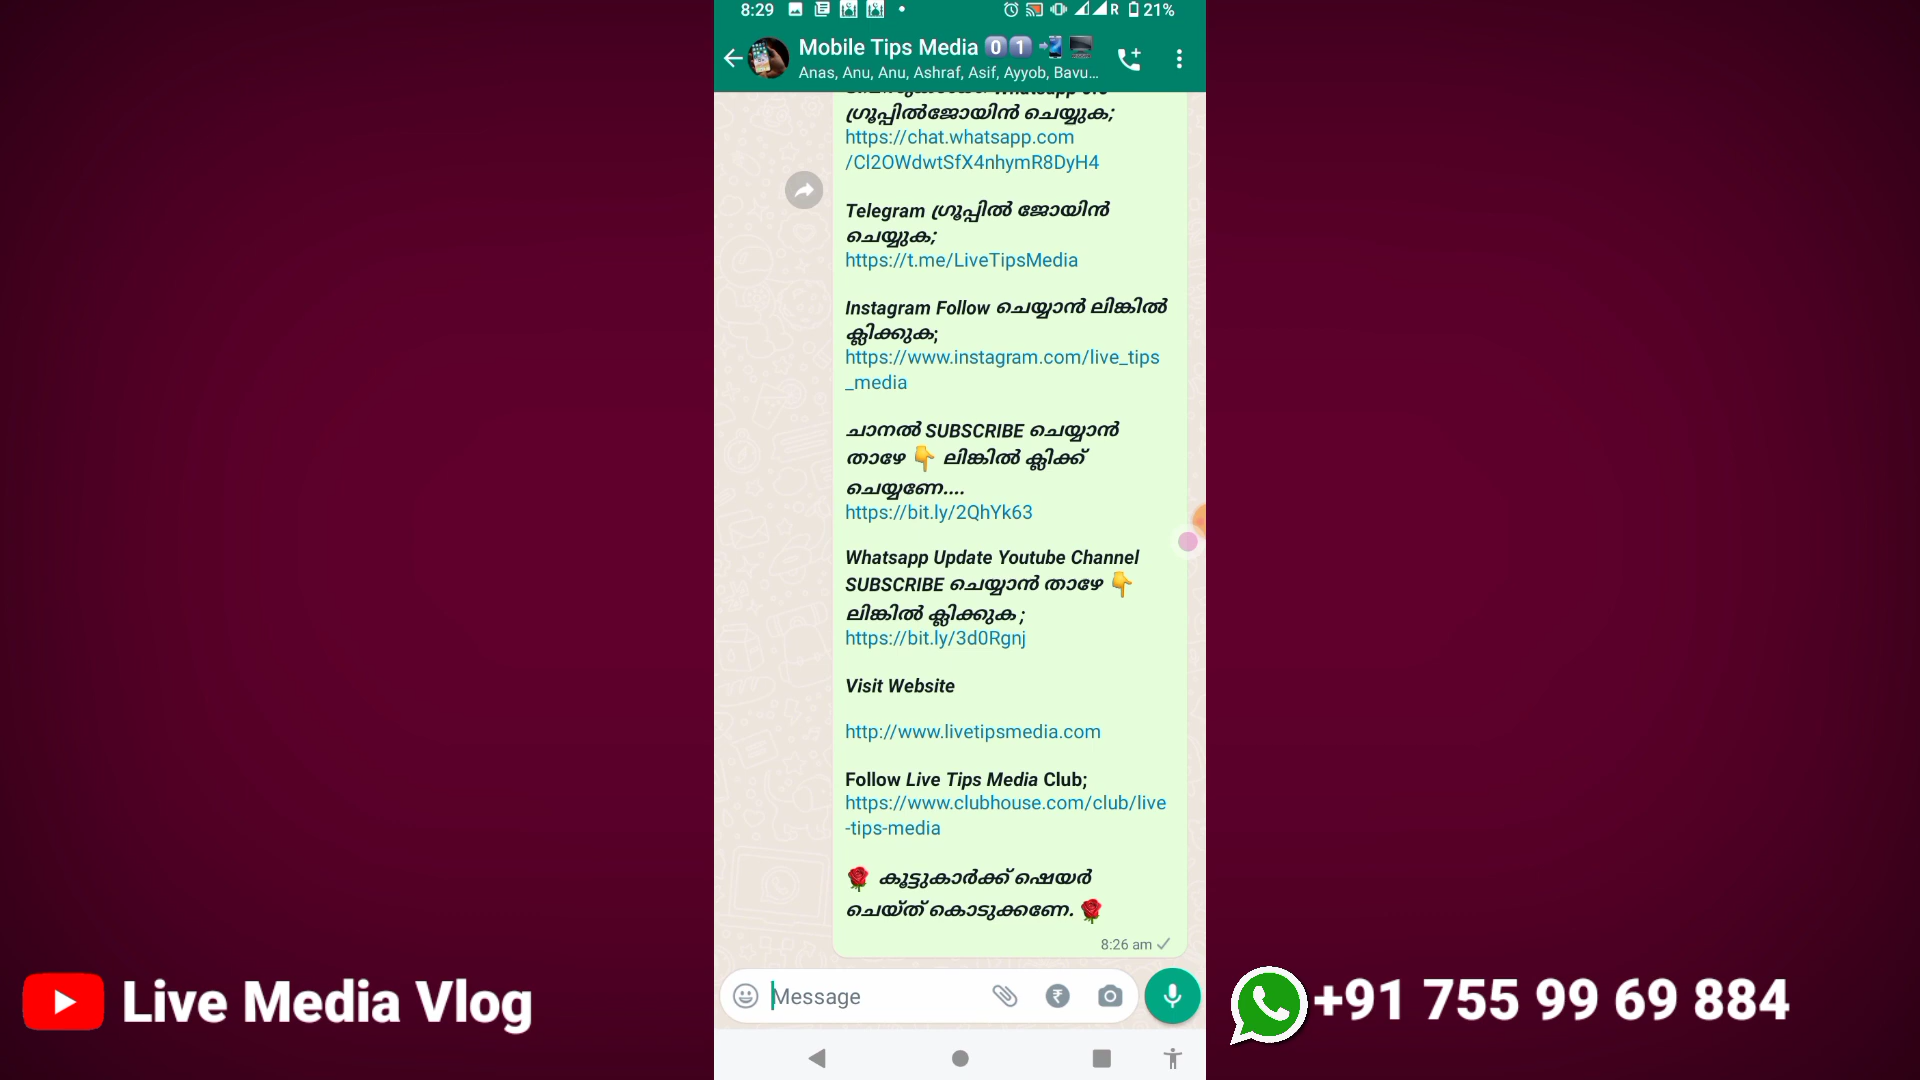 8:29
R 21%
Mobile Tips Media 0 1
Anas, Anu, Anu, Ashraf, Asif, Ayyob, Bavu...
ഗ്രൂപ്പിൽജോയിൻ ചെയ്യുക;
https://chat.whatsapp.com
/Cl2OWdwtSfX4nhymR8DyH4
Telegram ഗ്രൂപ്പിൽ ജോയിൻ
ചെയ്യുക;
https://t.me/LiveTipsMedia
Instagram Follow ചെയ്യാൻ ലിങ്കിൽ
ക്ലിക്കുക;
https://www.instagram.com/live_tips
_media
ചാനൽ SUBSCRIBE ചെയ്യാൻ
താഴേ 👇 ലിങ്കിൽ ക്ലിക്ക്
ചെയ്യണേ....
https://bit.ly/2QhYk63
Whatsapp Update Youtube Channel
SUBSCRIBE ചെയ്യാൻ താഴേ 👇
ലിങ്കിൽ ക്ലിക്കുക ;
https://bit.ly/3d0Rgnj
Visit Website
http://www.livetipsmedia.com
Follow Live Tips Media Club;
https://www.clubhouse.com/club/live
-tips-media
🌹 കൂട്ടുകാർക്ക് ഷെയർ
ചെയ്ത് കൊടുക്കണേ. 🌹
8:26 am
Message
Live Media Vlog
+91 755 99 69 884